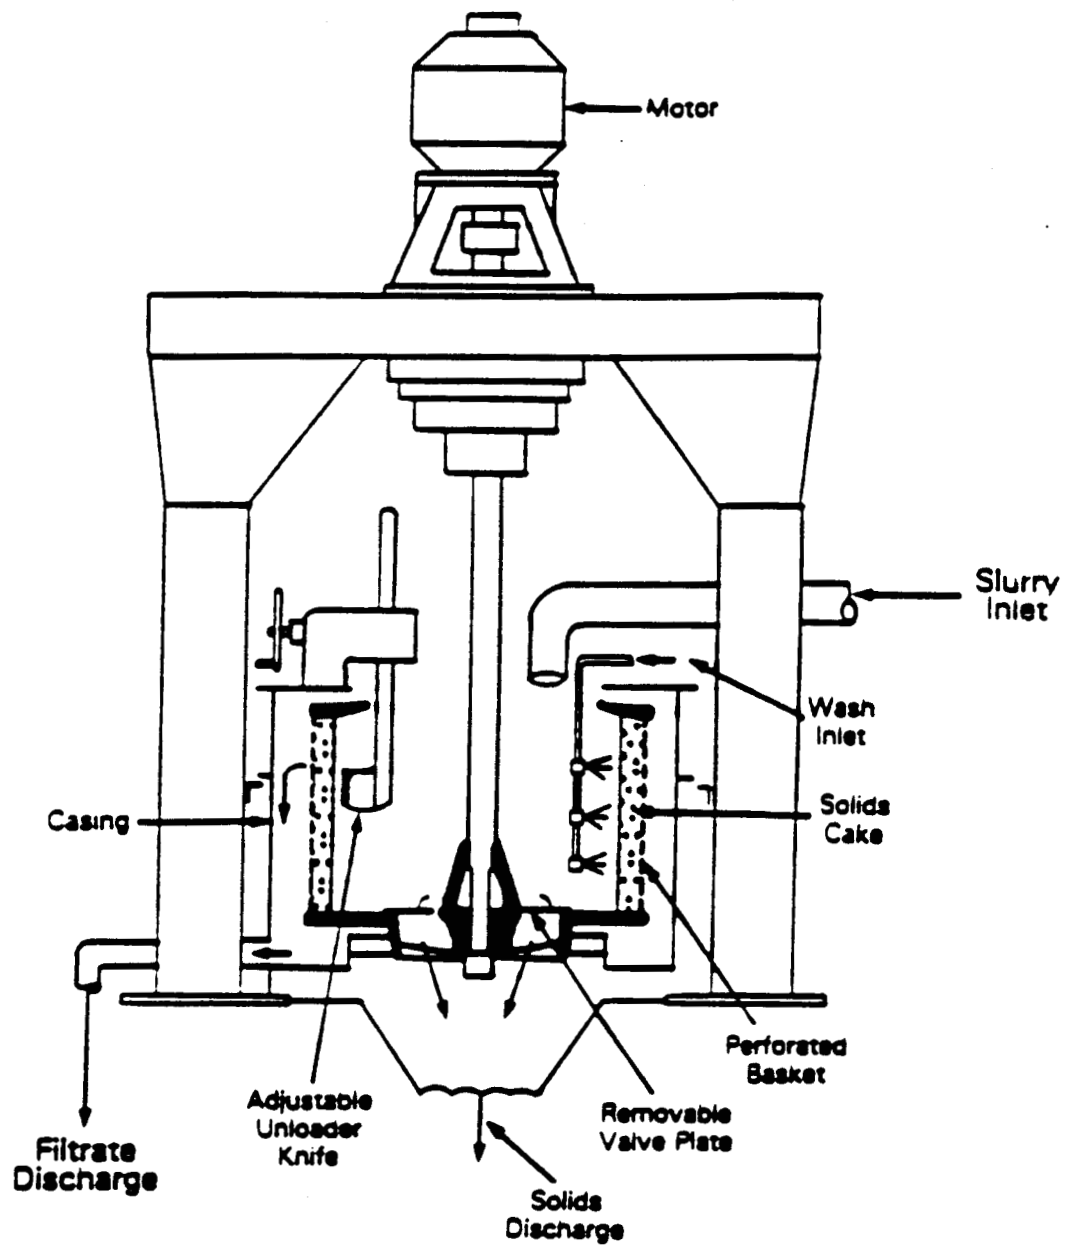 Motor
Slurry
Inlet
Wash
Inlet
Solids
Cake
Casing
Perforated
Basket
Adjustable
Unloader
Knife
Removable
Valve Plate
Filtrate
Discharge
Solids
Discharge